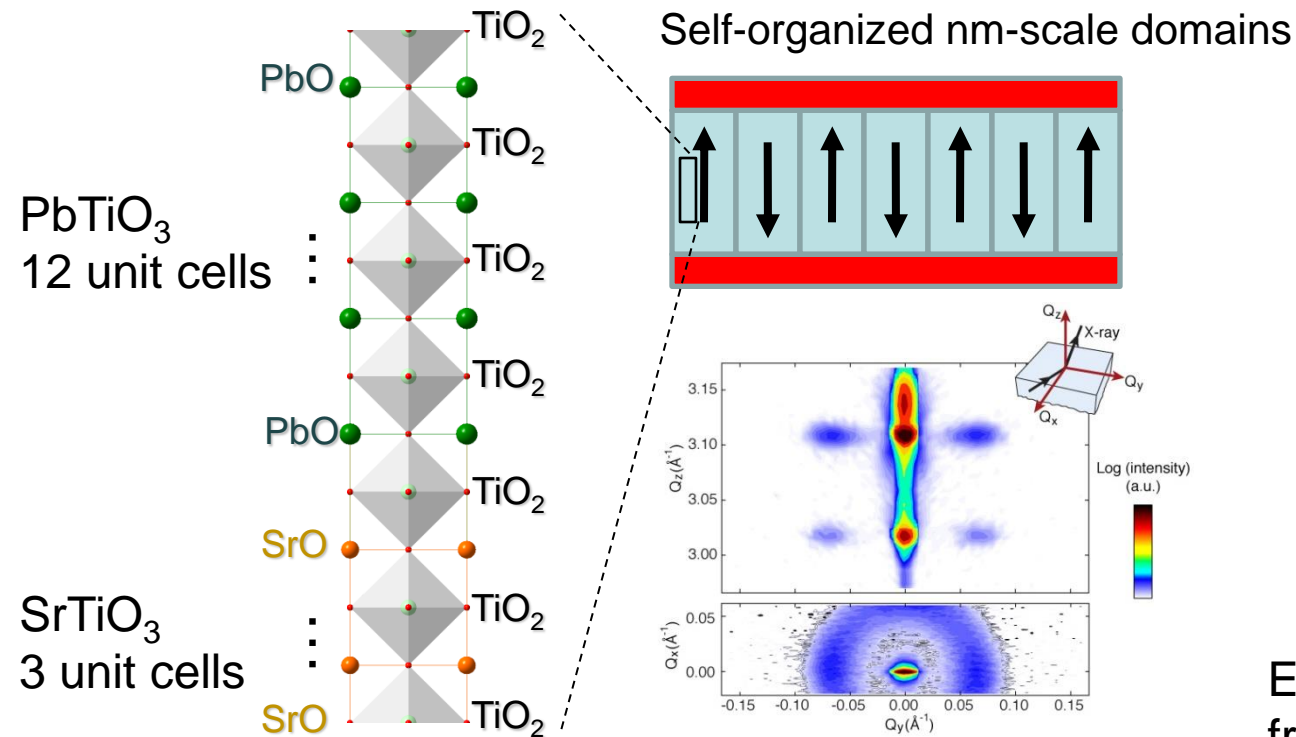 TiO₂
Self-organized nm-scale domains
PbO
TiO₂
PbTiO₃
12 unit cells
⋮
TiO₂
TiO₂
PbO
TiO₂
SrO
SrTiO₃
3 unit cells
⋮
TiO₂
SrO
TiO₂
Qz
X-ray
Qy
Qx
3.15
3.10
3.05
3.00
Qz(Å⁻¹)
Log (intensity)
(a.u.)
0.05
0.00
Qx(Å⁻¹)
-0.15 -0.10 -0.05 0.00 0.05 0.10 0.15
Qy(Å⁻¹)
E
fr